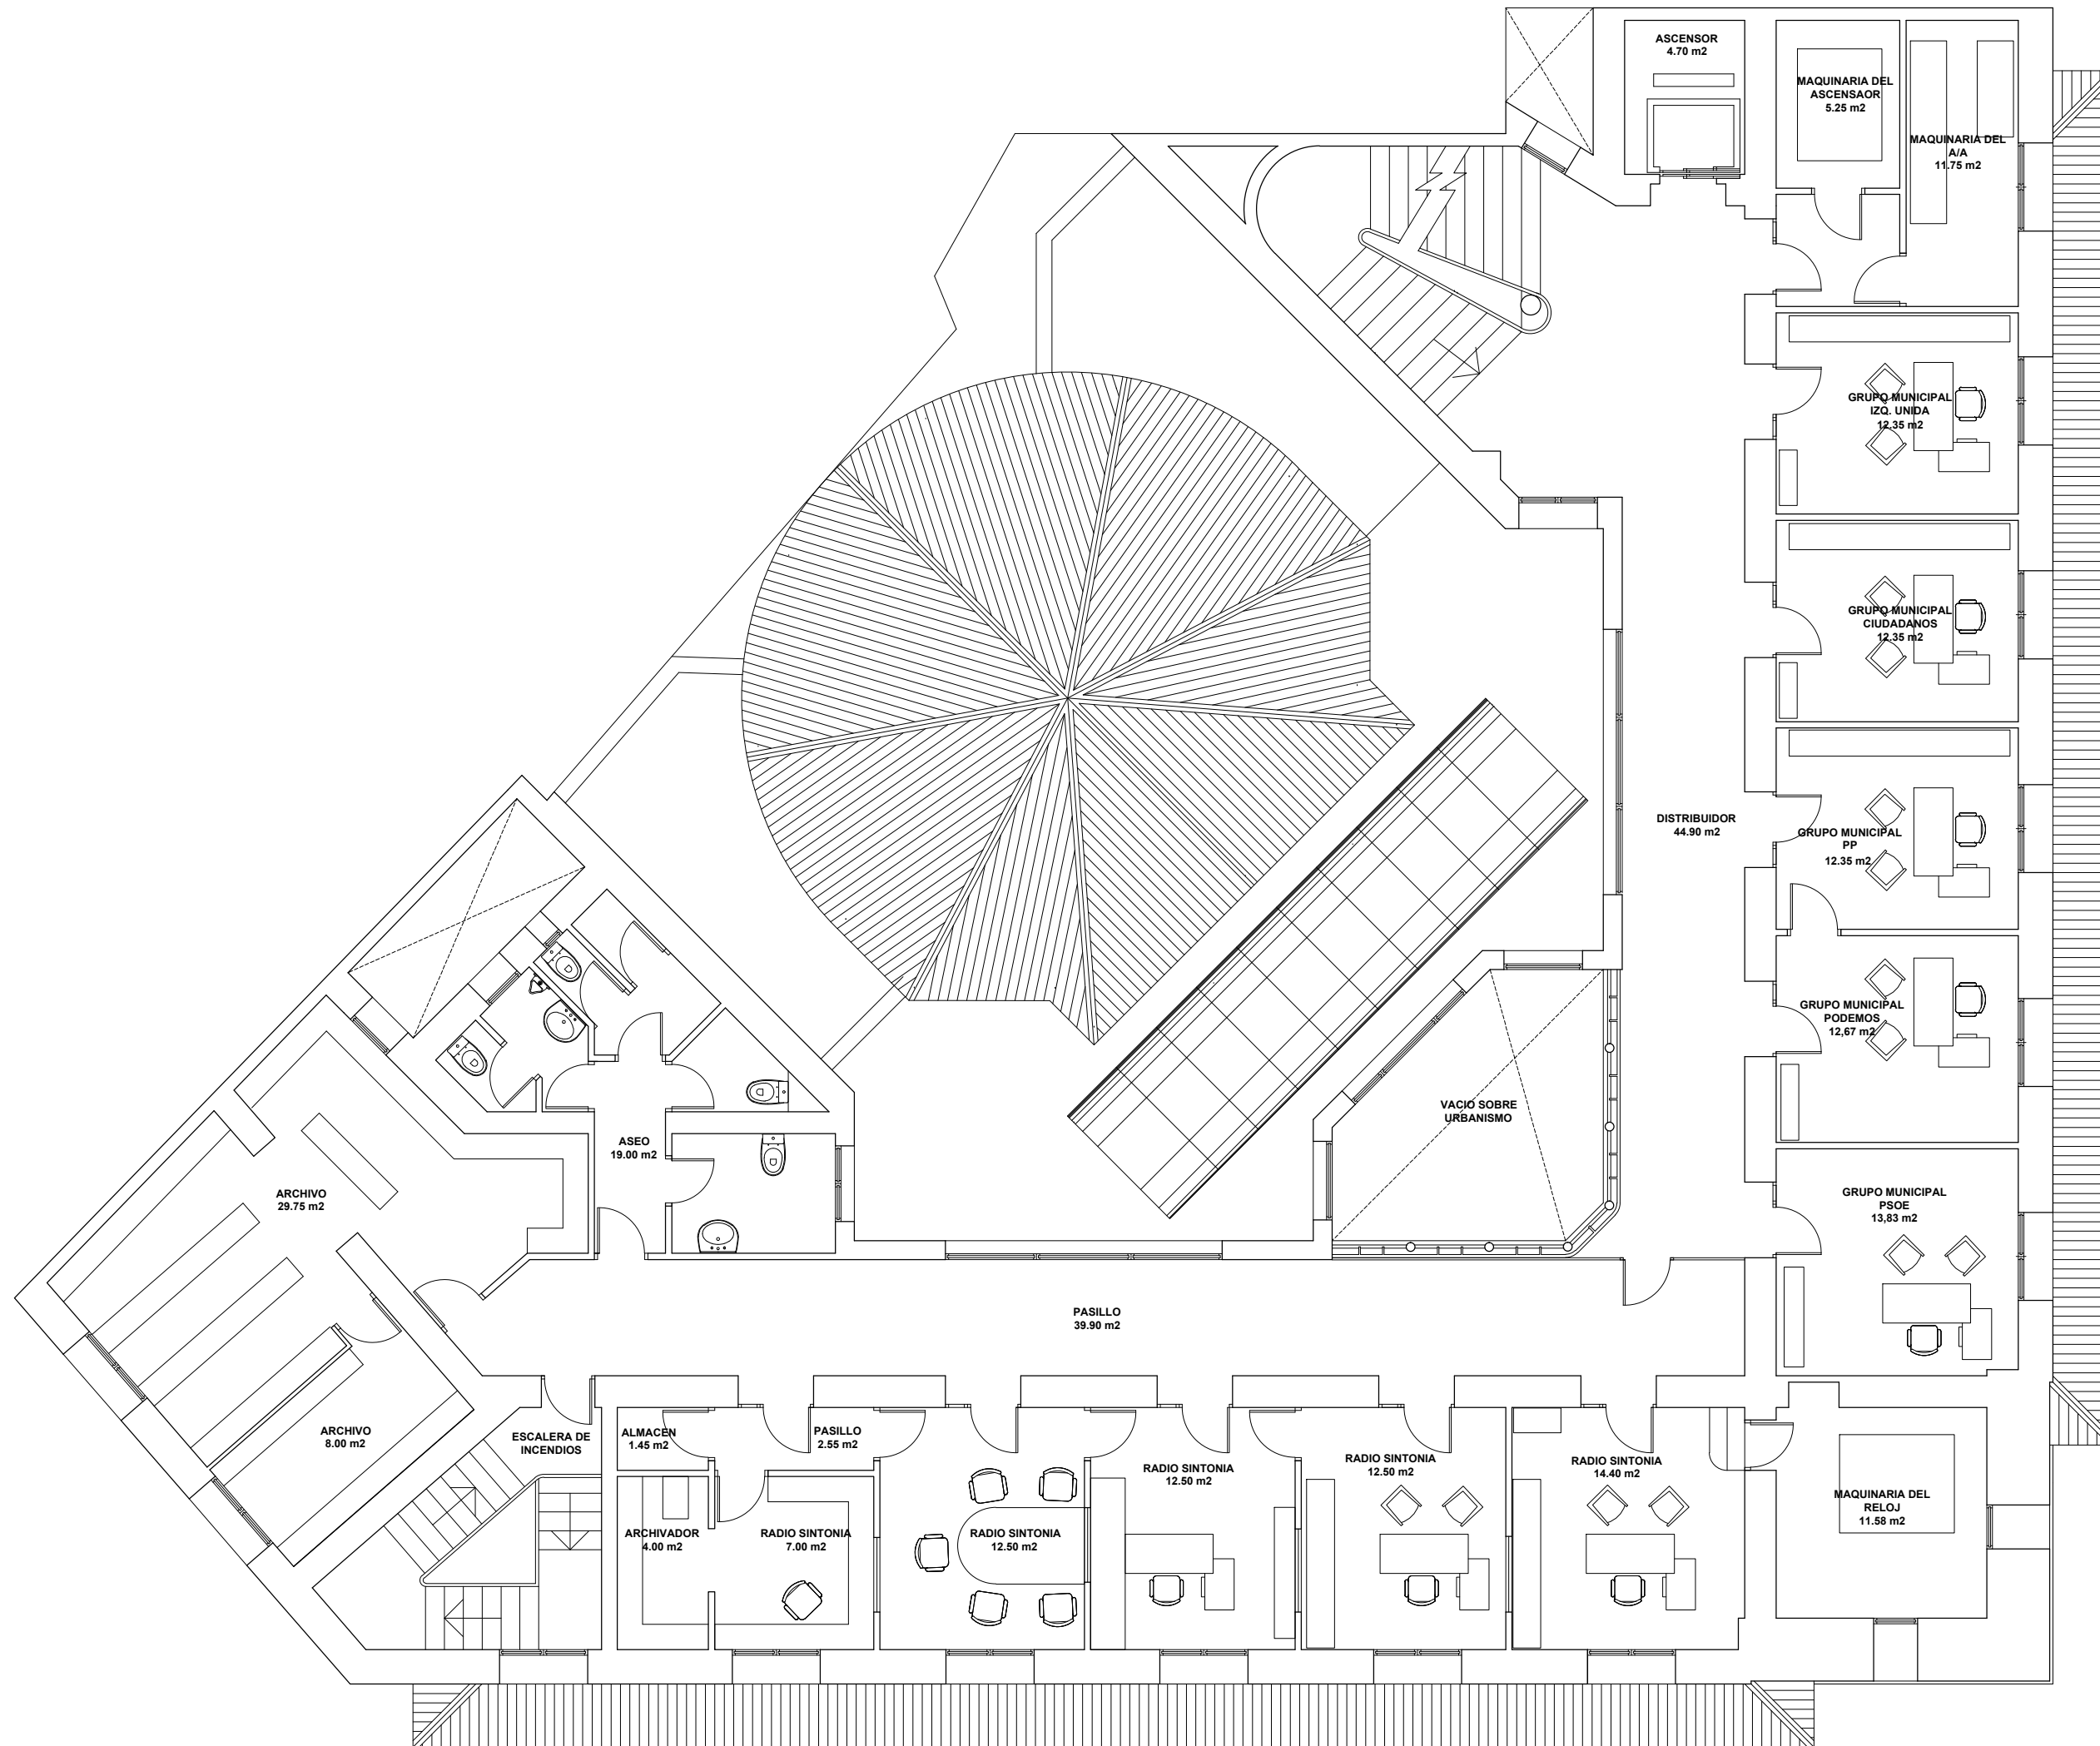 ASCENSOR
4.70 m2
MAQUINARIA DEL
ASCENSAOR
5.25 m2
MAQUINARIA DEL
A/A
11.75 m2
GRUPO MUNICIPAL
IZQ. UNIDA
12.35 m2
GRUPO MUNICIPAL
CIUDADANOS
12.35 m2
DISTRIBUIDOR
44.90 m2
GRUPO MUNICIPAL
PP
12.35 m2
GRUPO MUNICIPAL
PODEMOS
12,67 m2
VACIO SOBRE
URBANISMO
ASEO
19.00 m2
ARCHIVO
29.75 m2
GRUPO MUNICIPAL
PSOE
13,83 m2
PASILLO
39.90 m2
ARCHIVO
8.00 m2
ESCALERA DE
INCENDIOS
ALMACEN
1.45 m2
PASILLO
2.55 m2
RADIO SINTONIA
12.50 m2
RADIO SINTONIA
12.50 m2
RADIO SINTONIA
14.40 m2
MAQUINARIA DEL
RELOJ
11.58 m2
ARCHIVADOR
4.00 m2
RADIO SINTONIA
7.00 m2
RADIO SINTONIA
12.50 m2